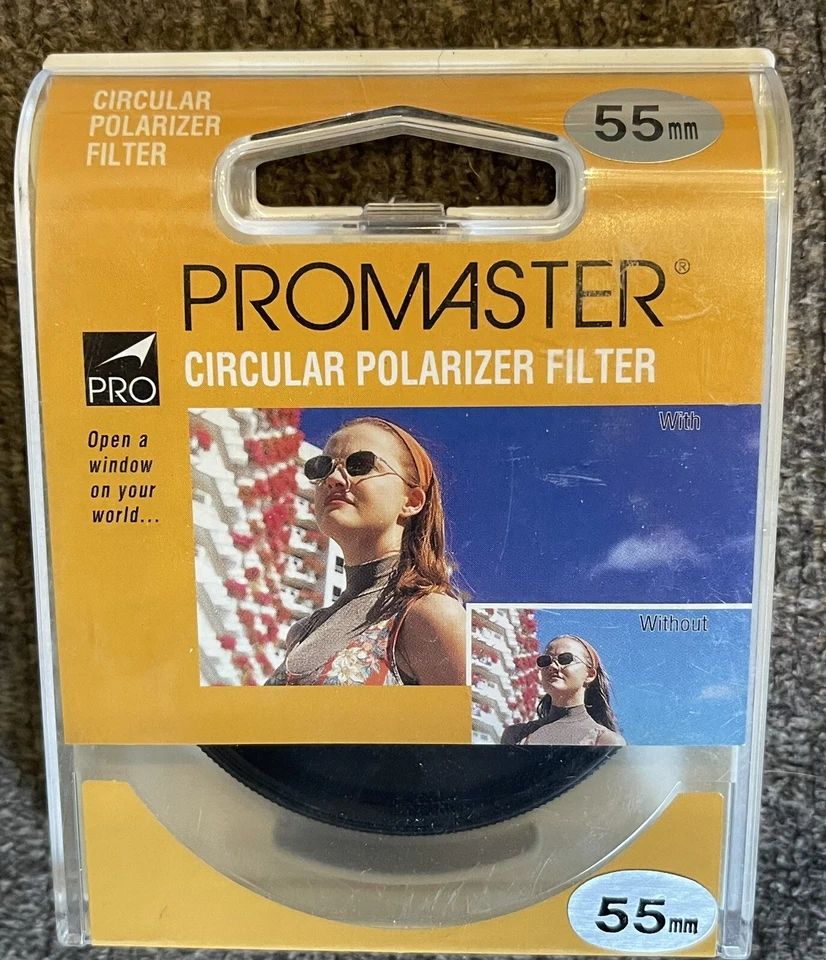 CIRCULAR
POLARIZER
FILTER
55mm
PROMASTER®
CIRCULAR POLARIZER FILTER
PRO
Open a
window
on your
world...
With
Without
55mm